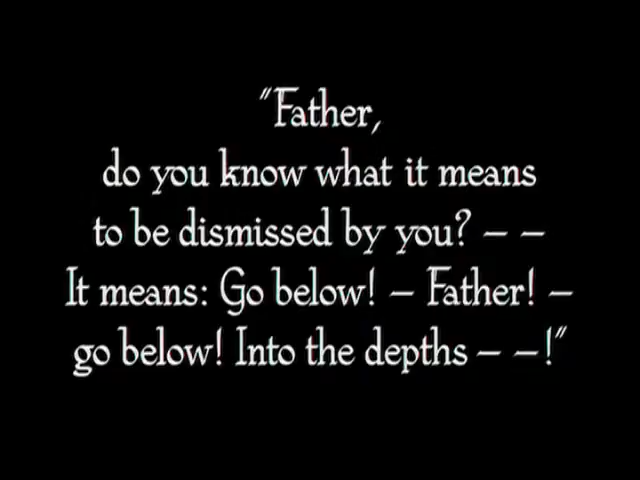 "Father,
do you know what it means
to be dismissed by you? – –
It means: Go below! – Father! –
go below! Into the depths – –!"